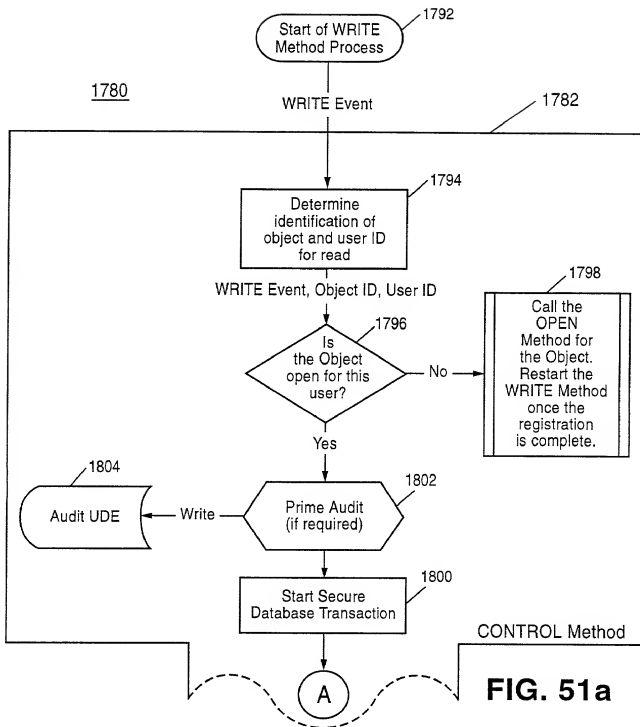 1792
Start of WRITE
Method Process
1780
WRITE Event
1782
1794
Determine
identification of
object and user ID
for read
WRITE Event, Object ID, User ID
1796
Is
the Object
open for this
user?
No
1798
Call the
OPEN
Method for
the Object.
Restart the
WRITE Method
once the
registration
is complete.
Yes
1804
Audit UDE
Write
1802
Prime Audit
(if required)
1800
Start Secure
Database Transaction
CONTROL Method
A
FIG. 51a